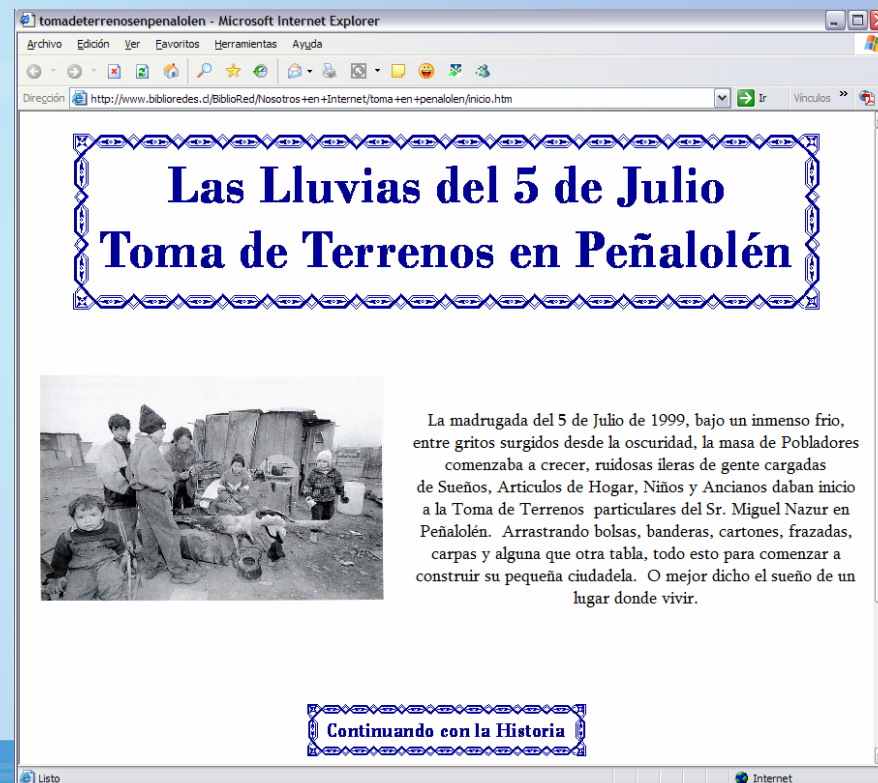 tomadeterrenosenpenalolen - Microsoft Internet Explorer
Archivo Edición Ver Favoritos Herramientas Ayuda
Dirección http://www.biblioredes.cl/BiblioRed/Nosotros+en+Internet/toma+en+penalolen/inicio.htm Ir Vínculos »
Las Lluvias del 5 de Julio
Toma de Terrenos en Peñalolén
La madrugada del 5 de Julio de 1999, bajo un inmenso frio,
entre gritos surgidos desde la oscuridad, la masa de Pobladores
comenzaba a crecer, ruidosas ileras de gente cargadas
de Sueños, Articulos de Hogar, Niños y Ancianos daban inicio
a la Toma de Terrenos particulares del Sr. Miguel Nazur en
Peñalolén. Arrastrando bolsas, banderas, cartones, frazadas,
carpas y alguna que otra tabla, todo esto para comenzar a
construir su pequeña ciudadela. O mejor dicho el sueño de un
lugar donde vivir.
Continuando con la Historia
Listo Internet